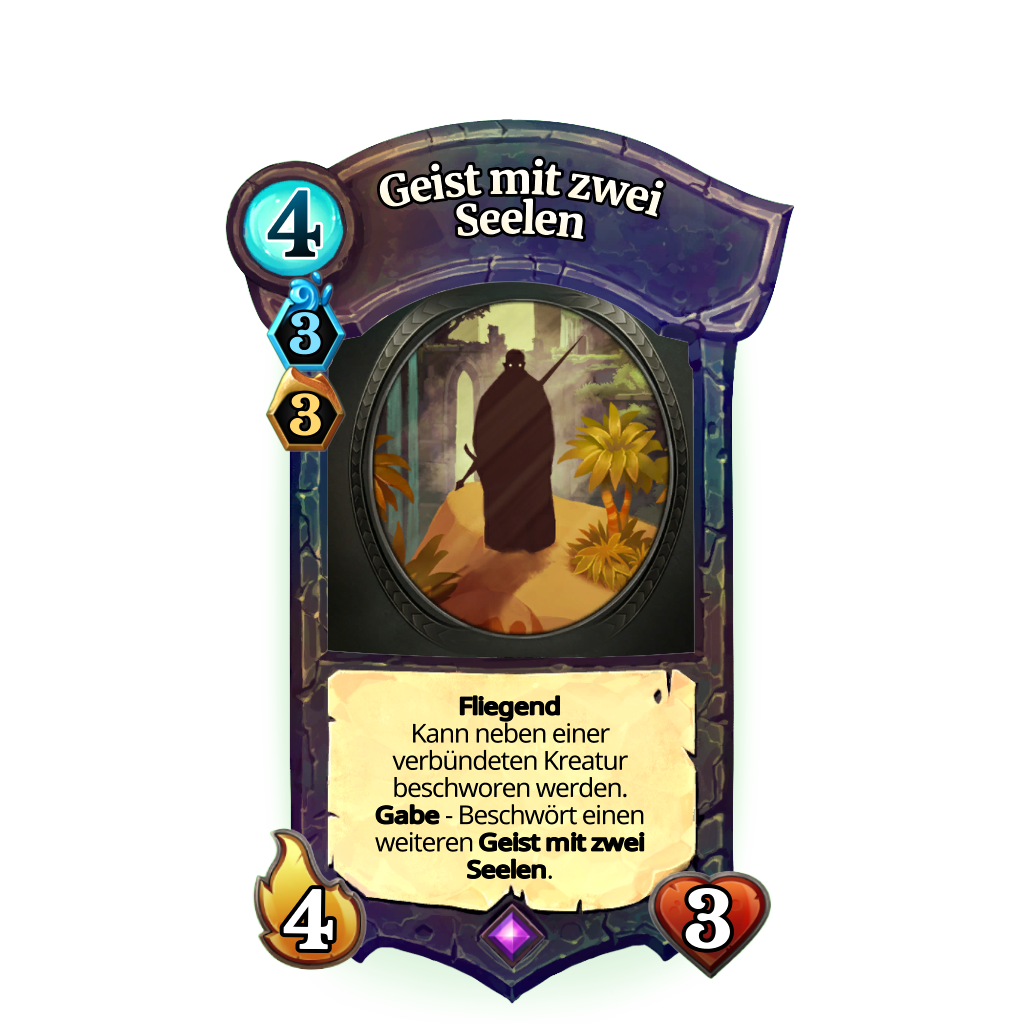 Geist mit zwei
Seelen
4
3
3
Fliegend
Kann neben einer
verbündeten Kreatur
beschworen werden.
Gabe - Beschwört einen
weiteren Geist mit zwei
Seelen.
4
3